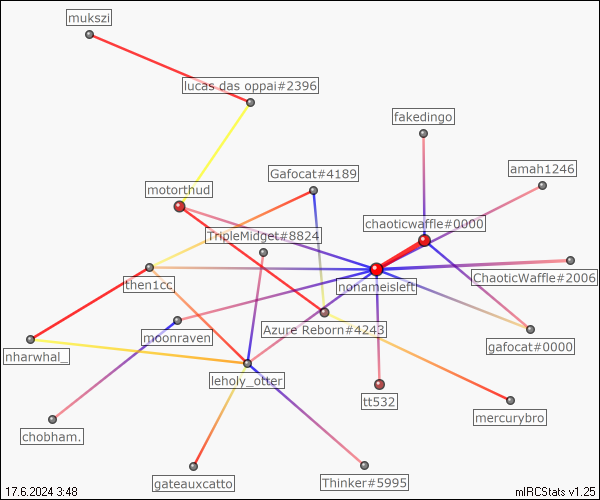 mukszi
lucas das oppai#2396
fakedingo
Gafocat#4189
amah1246
motorthud
chaoticwaffle#0000
TripleMidget#8824
then1cc
nonameisleft
ChaoticWaffle#2006
Azure Reborn#4243
moonraven
gafocat#0000
nharwhal_
leholy_otter
tt532
mercurybro
chobham.
gateauxcatto
Thinker#5995
17.6.2024 3:48
mIRCStats v1.25